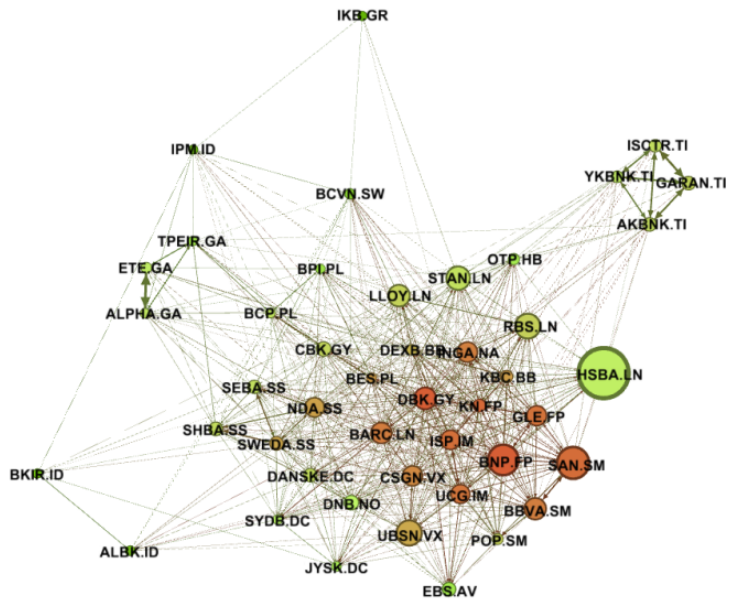 IKB.GR
ISCTR.TI
IPM.ID
YKBNK.TI
GARAN.TI
BCVN.SW
AKBNK.TI
TPEIR.GA
OTP.HB
ETE.GA
BPI.PL
STAN.LN
LLOY.LN
ALPHA.GA
BCP.PL
RBS.LN
CBK.GY
DEXB.BB
INGA.NA
HSBA.LN
BES.PL
KBC.BB
SEBA.SS
DBK.GY
KN.FP
NDA.SS
GLE.FP
SHBA.SS
BARC.LN
ISP.IM
SWEDA.SS
BNP.FP
SAN.SM
BKIR.ID
DANSKE.DC
CSGN.VX
UCG.IM
DNB.NO
BBVA.SM
SYDB.DC
UBSN.VX
POP.SM
ALBK.ID
JYSK.DC
EBS.AV